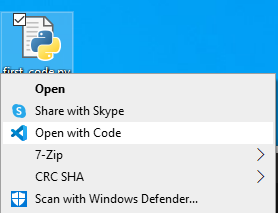 first_code.py
Open
Share with Skype
Open with Code
7-Zip
CRC SHA
Scan with Windows Defender...